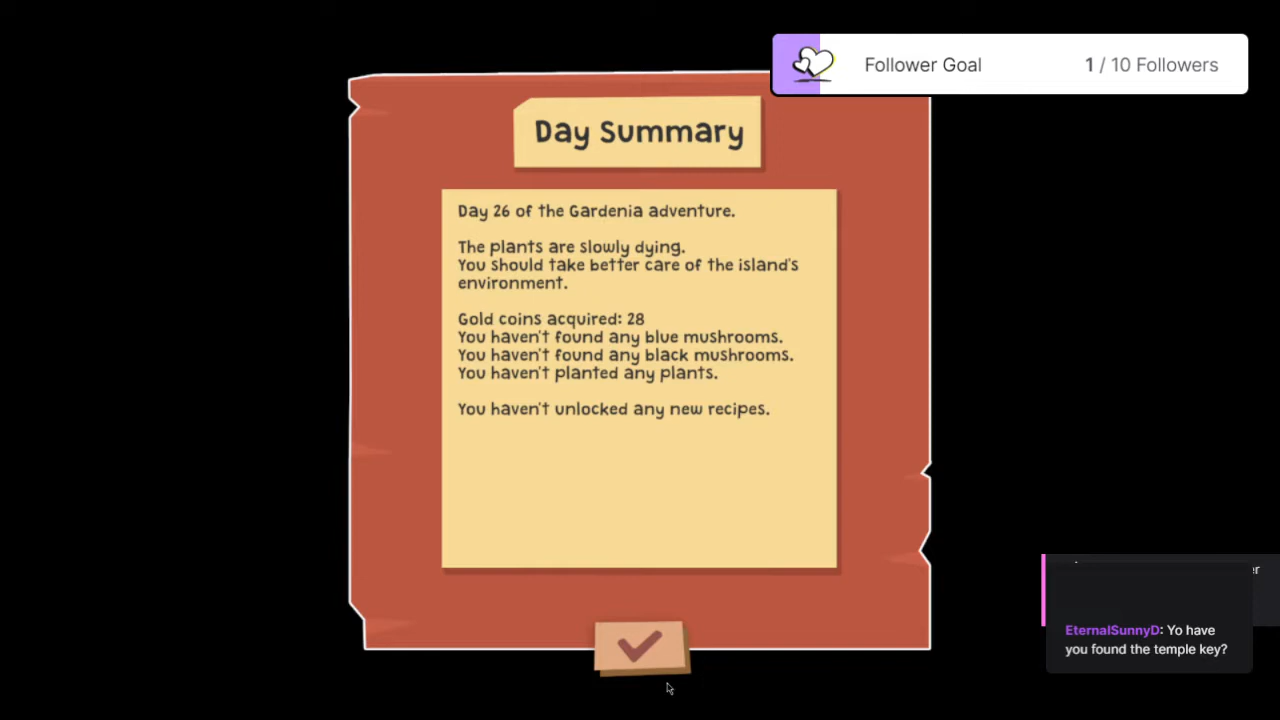 Follower Goal 1 / 10 Followers
Day Summary
Day 26 of the Gardenia adventure.
The plants are slowly dying.
You should take better care of the island's
environment.
Gold coins acquired: 28
You haven't found any blue mushrooms.
You haven't found any black mushrooms.
You haven't planted any plants.
You haven't unlocked any new recipes.
EternalSunnyD: Yo have
you found the temple key?